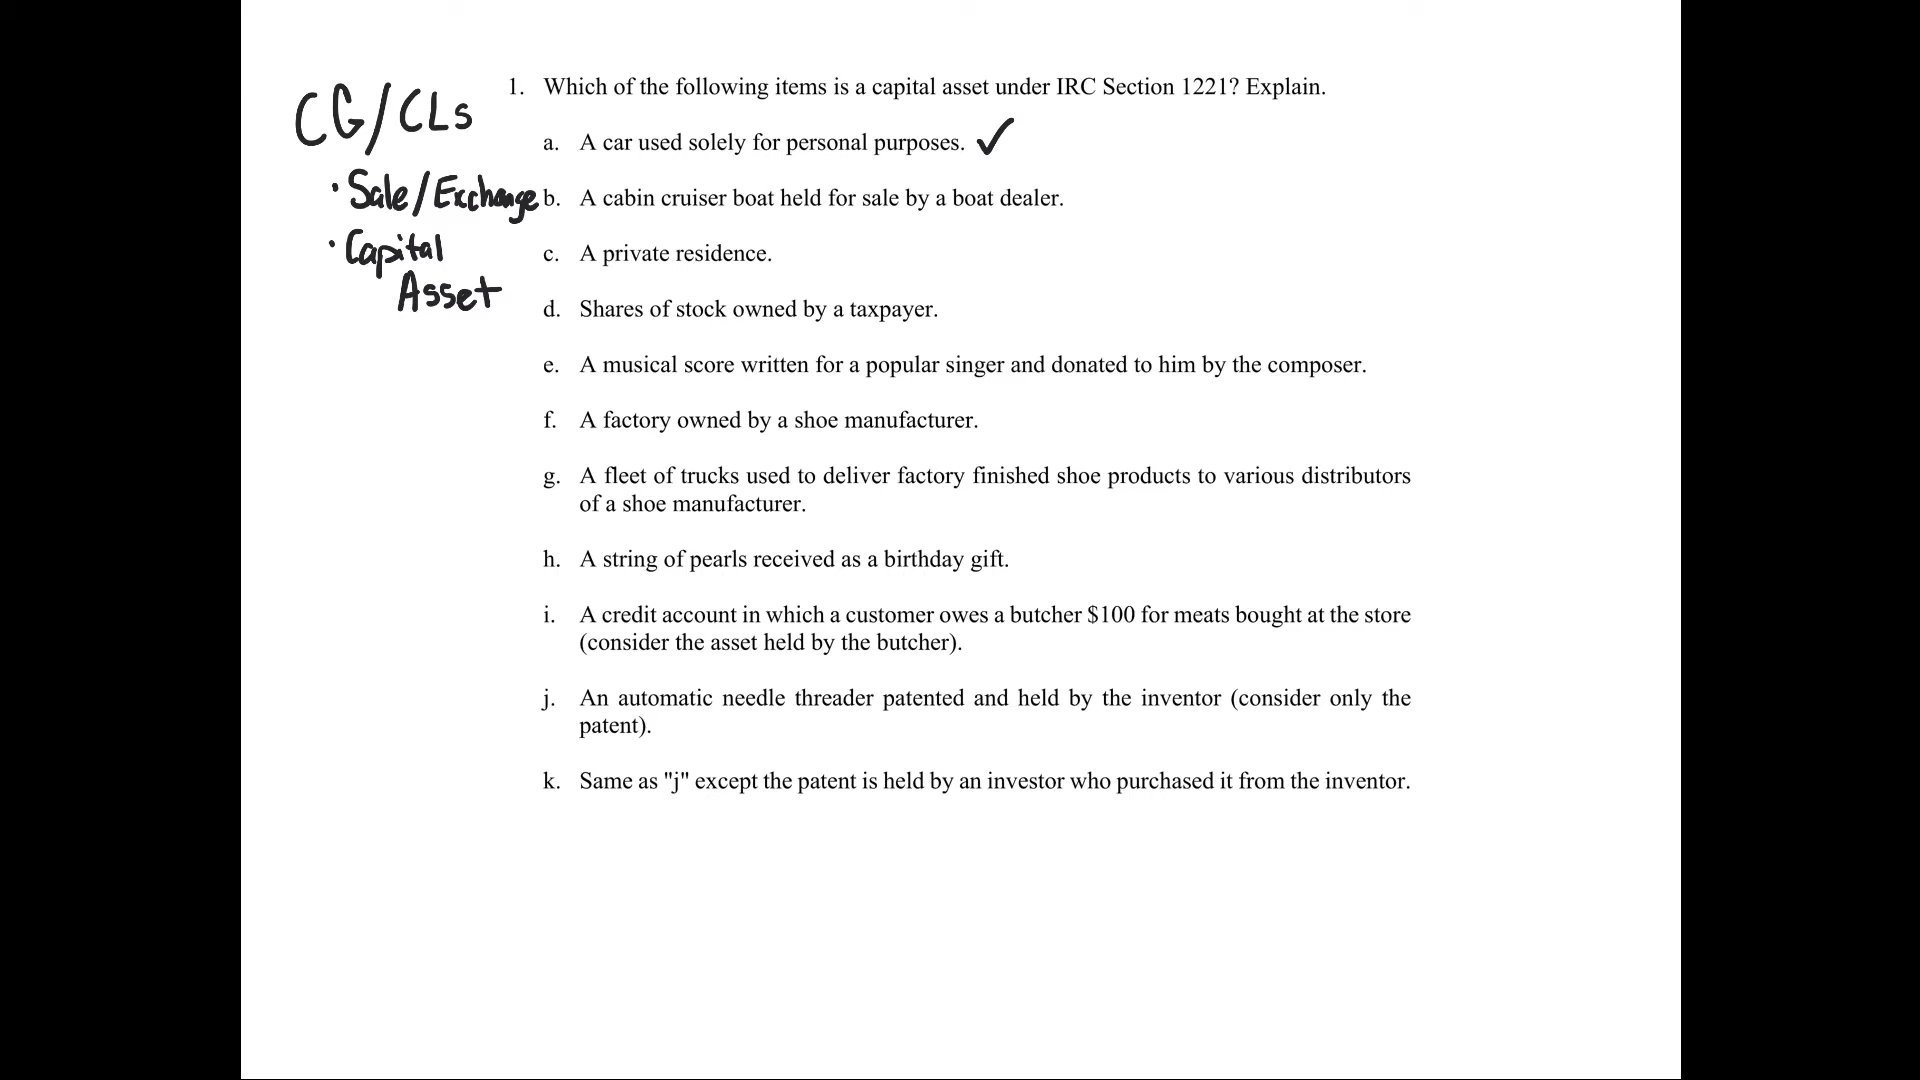 CG/CLs
· Sale/Exchange
· Capital
Asset
1. Which of the following items is a capital asset under IRC Section 1221? Explain.
a. A car used solely for personal purposes. ✓
b. A cabin cruiser boat held for sale by a boat dealer.
c. A private residence.
d. Shares of stock owned by a taxpayer.
e. A musical score written for a popular singer and donated to him by the composer.
f. A factory owned by a shoe manufacturer.
g. A fleet of trucks used to deliver factory finished shoe products to various distributors
of a shoe manufacturer.
h. A string of pearls received as a birthday gift.
i. A credit account in which a customer owes a butcher $100 for meats bought at the store
(consider the asset held by the butcher).
j. An automatic needle threader patented and held by the inventor (consider only the
patent).
k. Same as "j" except the patent is held by an investor who purchased it from the inventor.